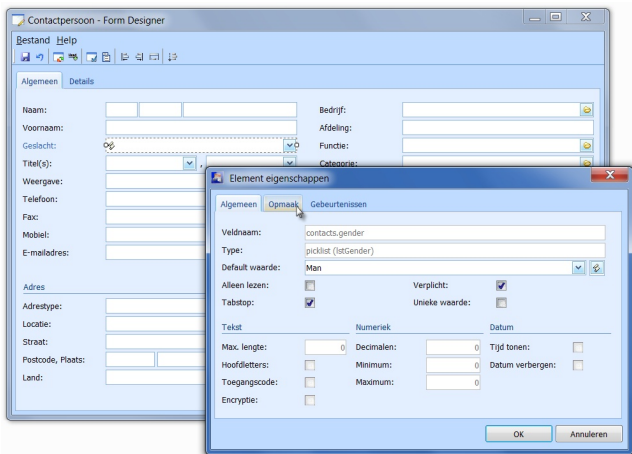 Contactpersoon - Form Designer
Bestand Help
Algemeen Details
Naam:
Voornaam:
Geslacht:
Titel(s): ,
Weergave:
Telefoon:
Fax:
Mobiel:
E-mailadres:
Adres
Adrestype:
Locatie:
Straat:
Postcode, Plaats:
Land:
Bedrijf:
Afdeling:
Functie:
Categorie:
Element eigenschappen
Algemeen Opmaak Gebeurtenissen
Veldnaam: contacts.gender
Type: picklist (lstGender)
Default waarde: Man
Alleen lezen: Verplicht:
Tabstop: Unieke waarde:
Tekst Numeriek Datum
Max. lengte: 0 Decimalen: 0 Tijd tonen:
Hoofdletters: Minimum: 0 Datum verbergen:
Toegangscode: Maximum: 0
Encryptie:
OK Annuleren